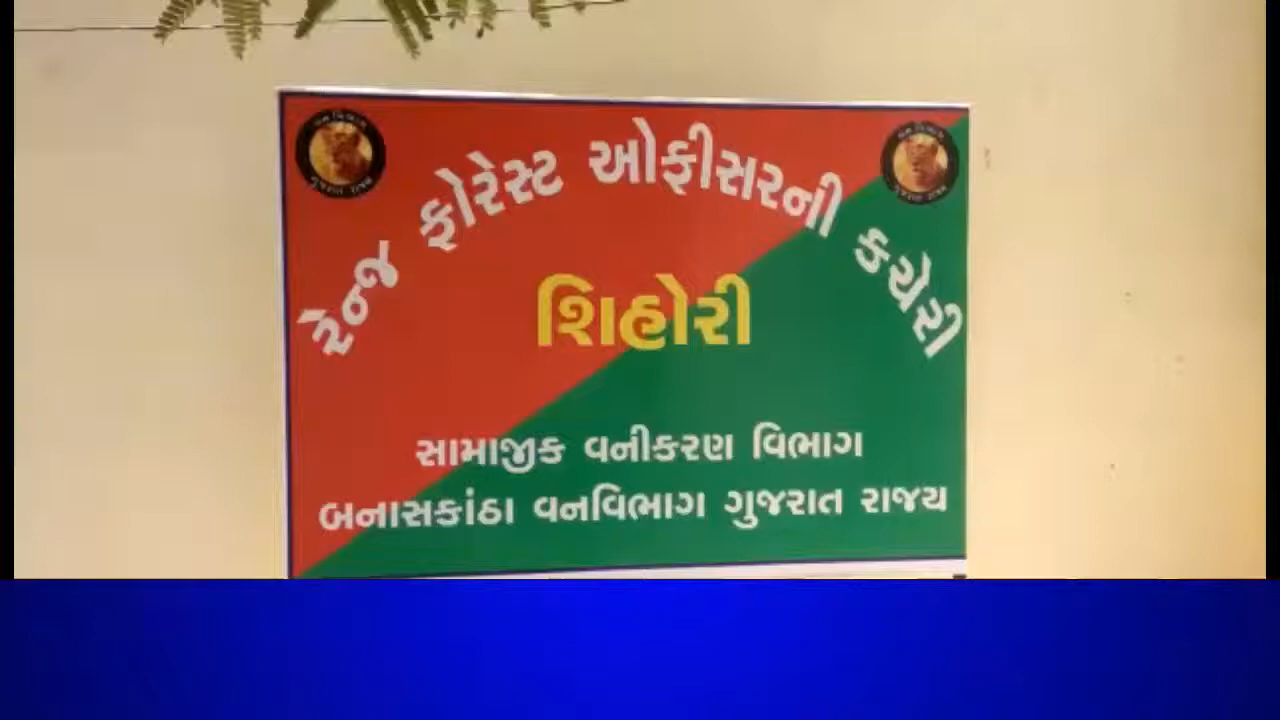 રેન્જ ફોરેસ્ટ ઓફીસરની કચેરી
શિહોરી
સામાજીક વનીકરણ વિભાગ
બનાસકાંઠા વનવિભાગ ગુજરાત રાજય